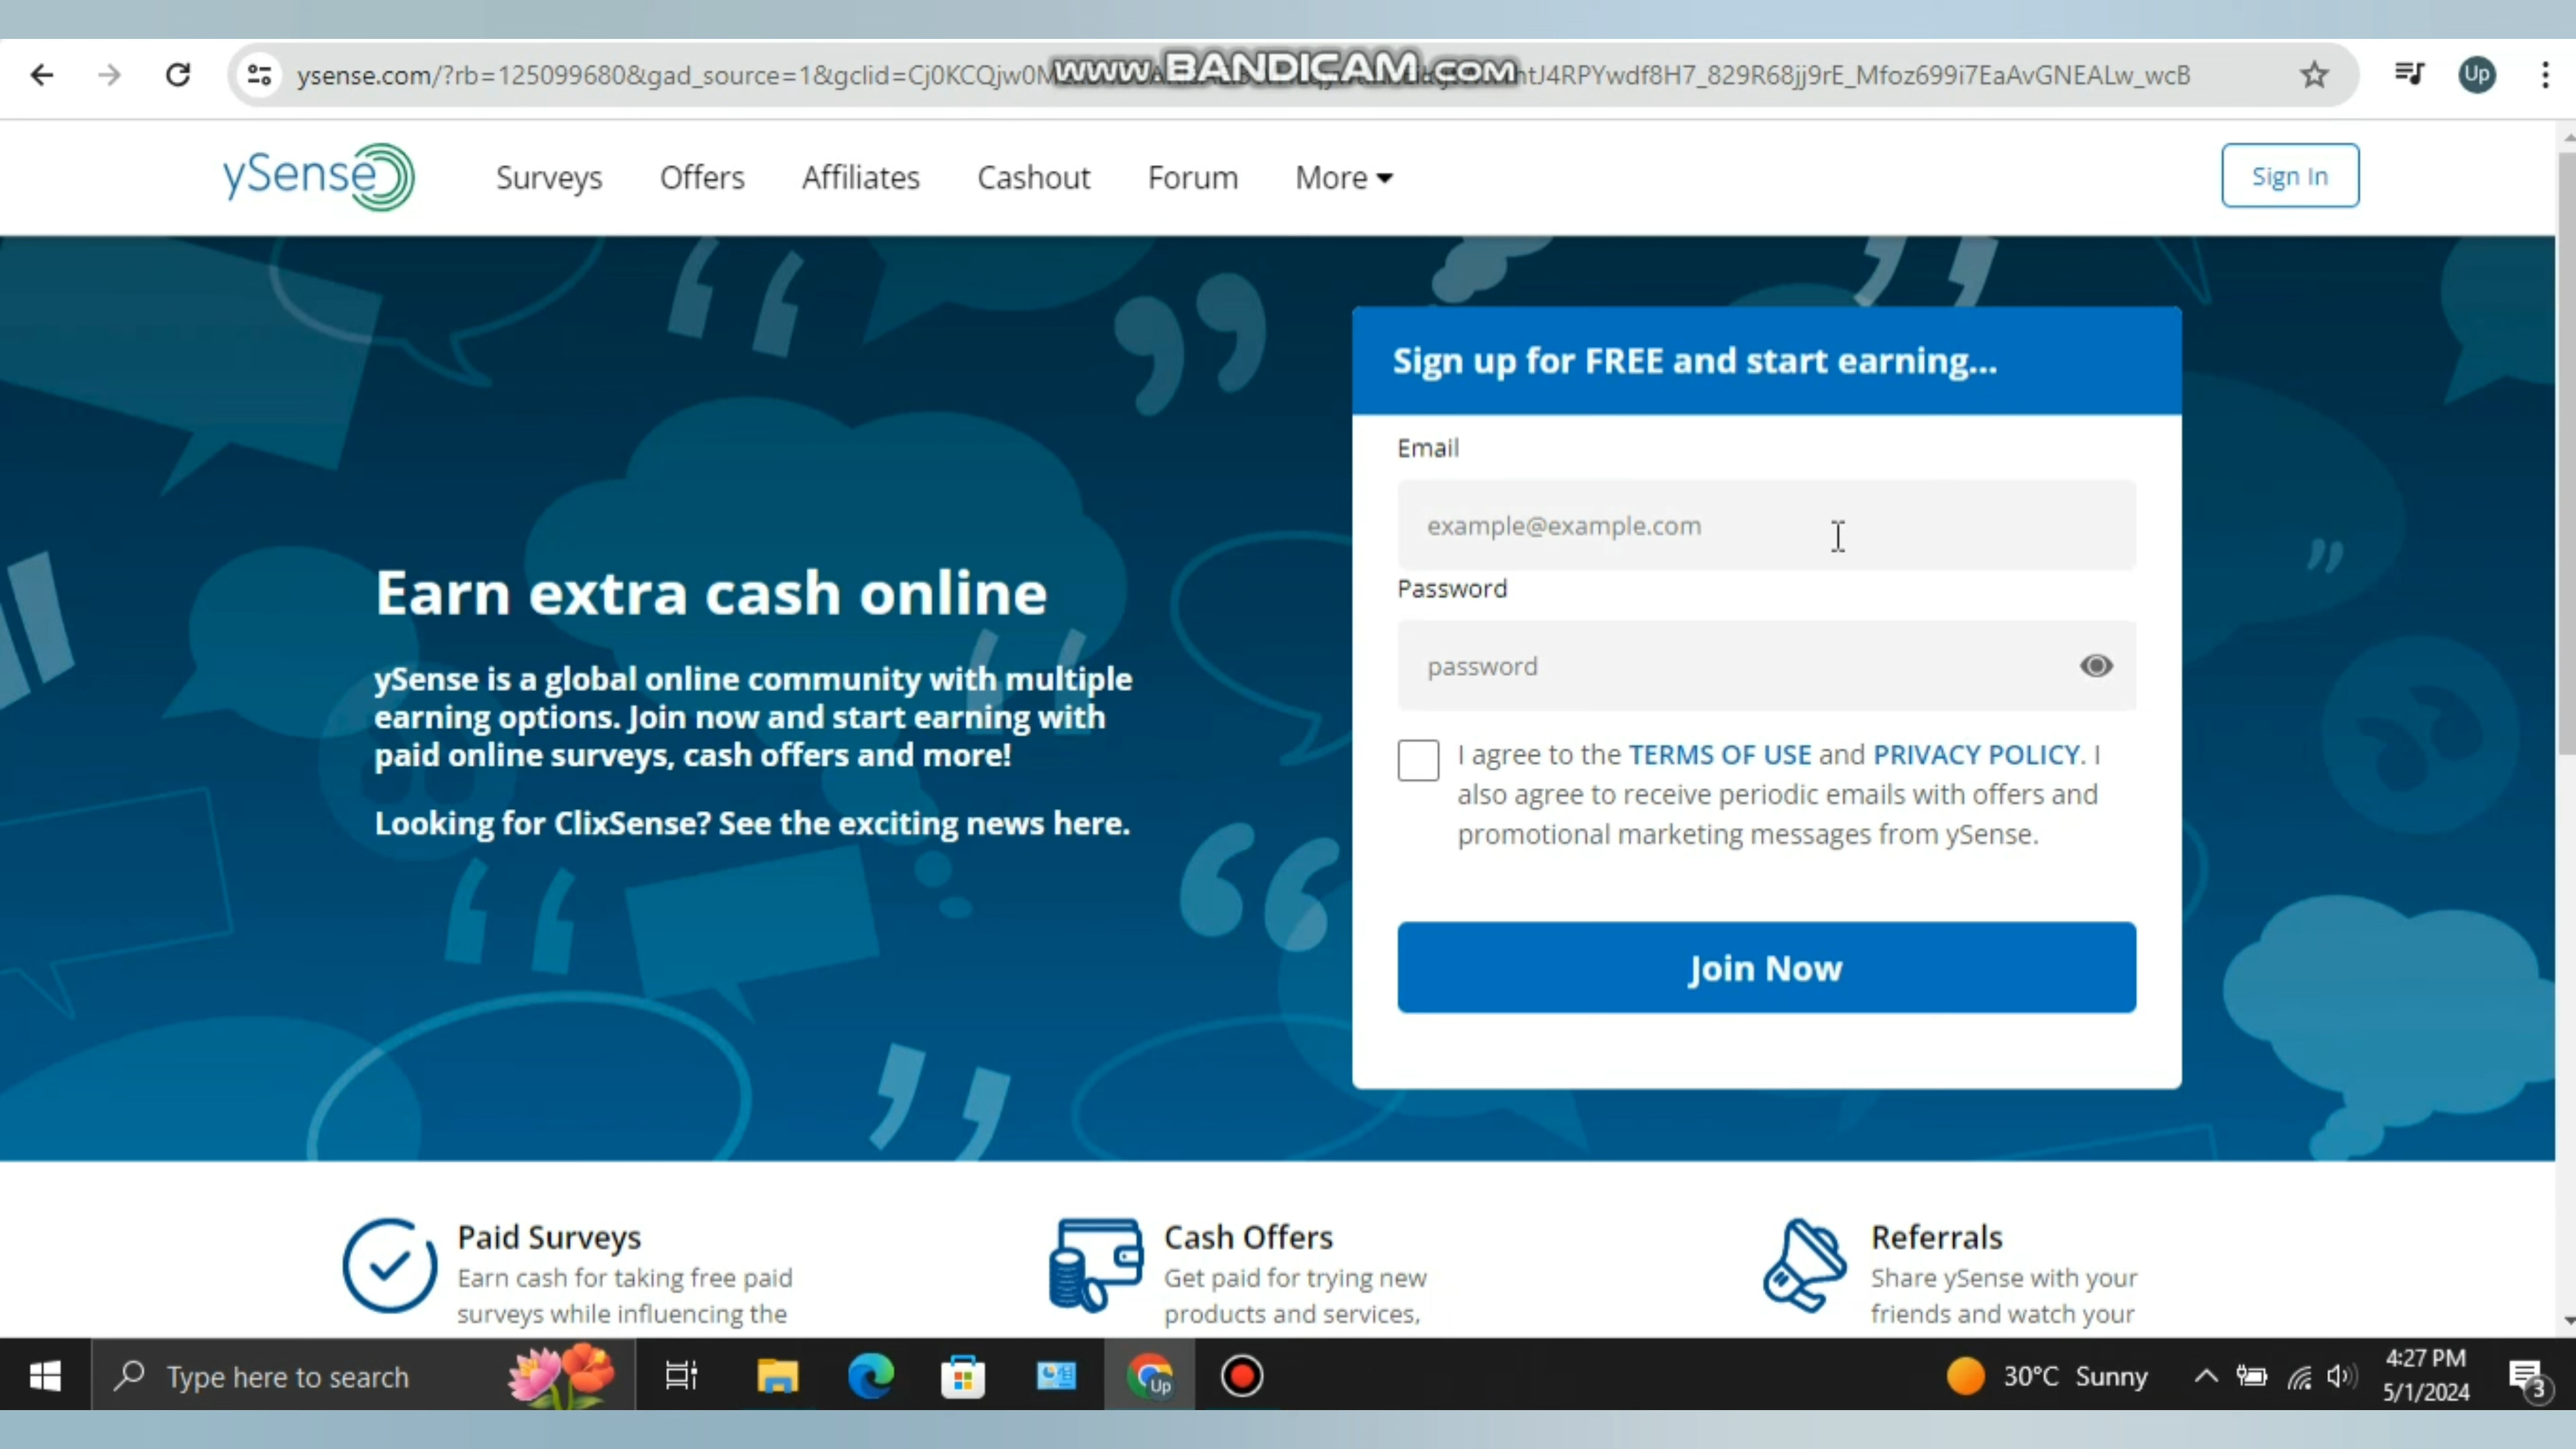 www.BANDICAM.com
ysense.com/?rb=125099680&gad_source=1&gclid=Cj0KCQjw0M
htJ4RPYwdf8H7_829R68jj9rE_Mfoz699i7EaAvGNEALw_wcB
Up
ySense
Surveys
Offers
Affiliates
Cashout
Forum
More
Sign In
Earn extra cash online
ySense is a global online community with multiple
earning options. Join now and start earning with
paid online surveys, cash offers and more!
Looking for ClixSense? See the exciting news here.
Sign up for FREE and start earning...
Email
example@example.com
Password
password
I agree to the TERMS OF USE and PRIVACY POLICY. I
also agree to receive periodic emails with offers and
promotional marketing messages from ySense.
Join Now
Paid Surveys
Earn cash for taking free paid
surveys while influencing the
Cash Offers
Get paid for trying new
products and services,
Referrals
Share ySense with your
friends and watch your
Type here to search
Up
30°C Sunny
4:27 PM
5/1/2024
3